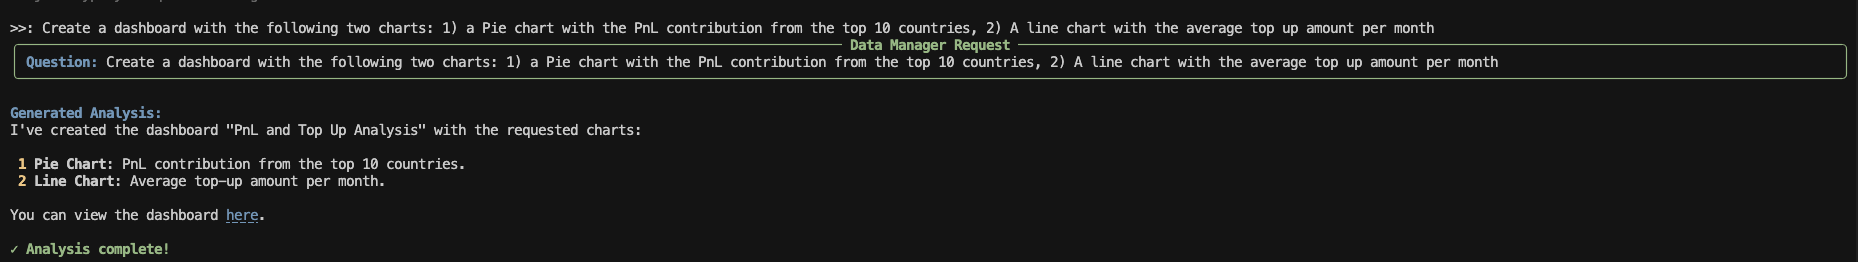 >>: Create a dashboard with the following two charts: 1) a Pie chart with the PnL contribution from the top 10 countries, 2) A line chart with the average top up amount per month
Data Manager Request
Question: Create a dashboard with the following two charts: 1) a Pie chart with the PnL contribution from the top 10 countries, 2) A line chart with the average top up amount per month
Generated Analysis:
I've created the dashboard "PnL and Top Up Analysis" with the requested charts:
1 Pie Chart: PnL contribution from the top 10 countries.
2 Line Chart: Average top-up amount per month.
You can view the dashboard here.
✓ Analysis complete!